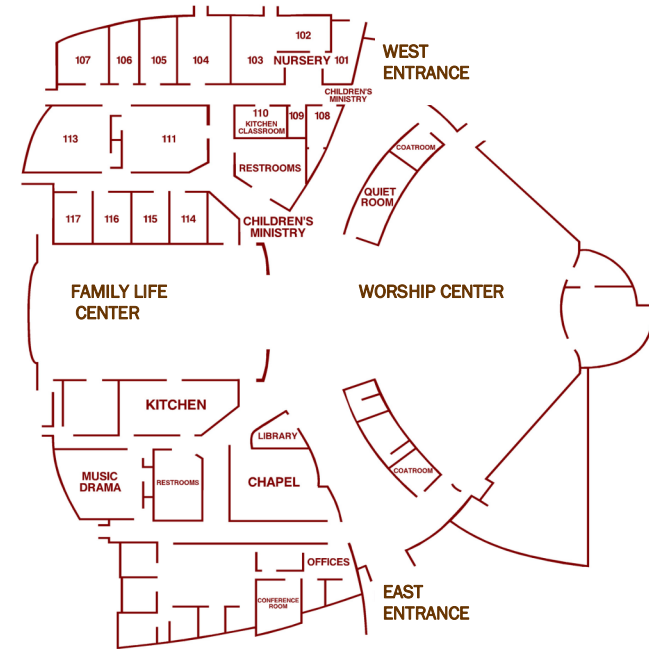 102
WEST
ENTRANCE
107
106
105
104
103
NURSERY
101
CHILDREN'S
MINISTRY
110
KITCHEN
CLASSROOM
109
108
113
111
COATROOM
RESTROOMS
QUIET
ROOM
117
116
115
114
CHILDREN'S
MINISTRY
FAMILY LIFE
CENTER
WORSHIP CENTER
KITCHEN
LIBRARY
MUSIC
DRAMA
RESTROOMS
CHAPEL
COATROOM
OFFICES
CONFERENCE
ROOM
EAST
ENTRANCE